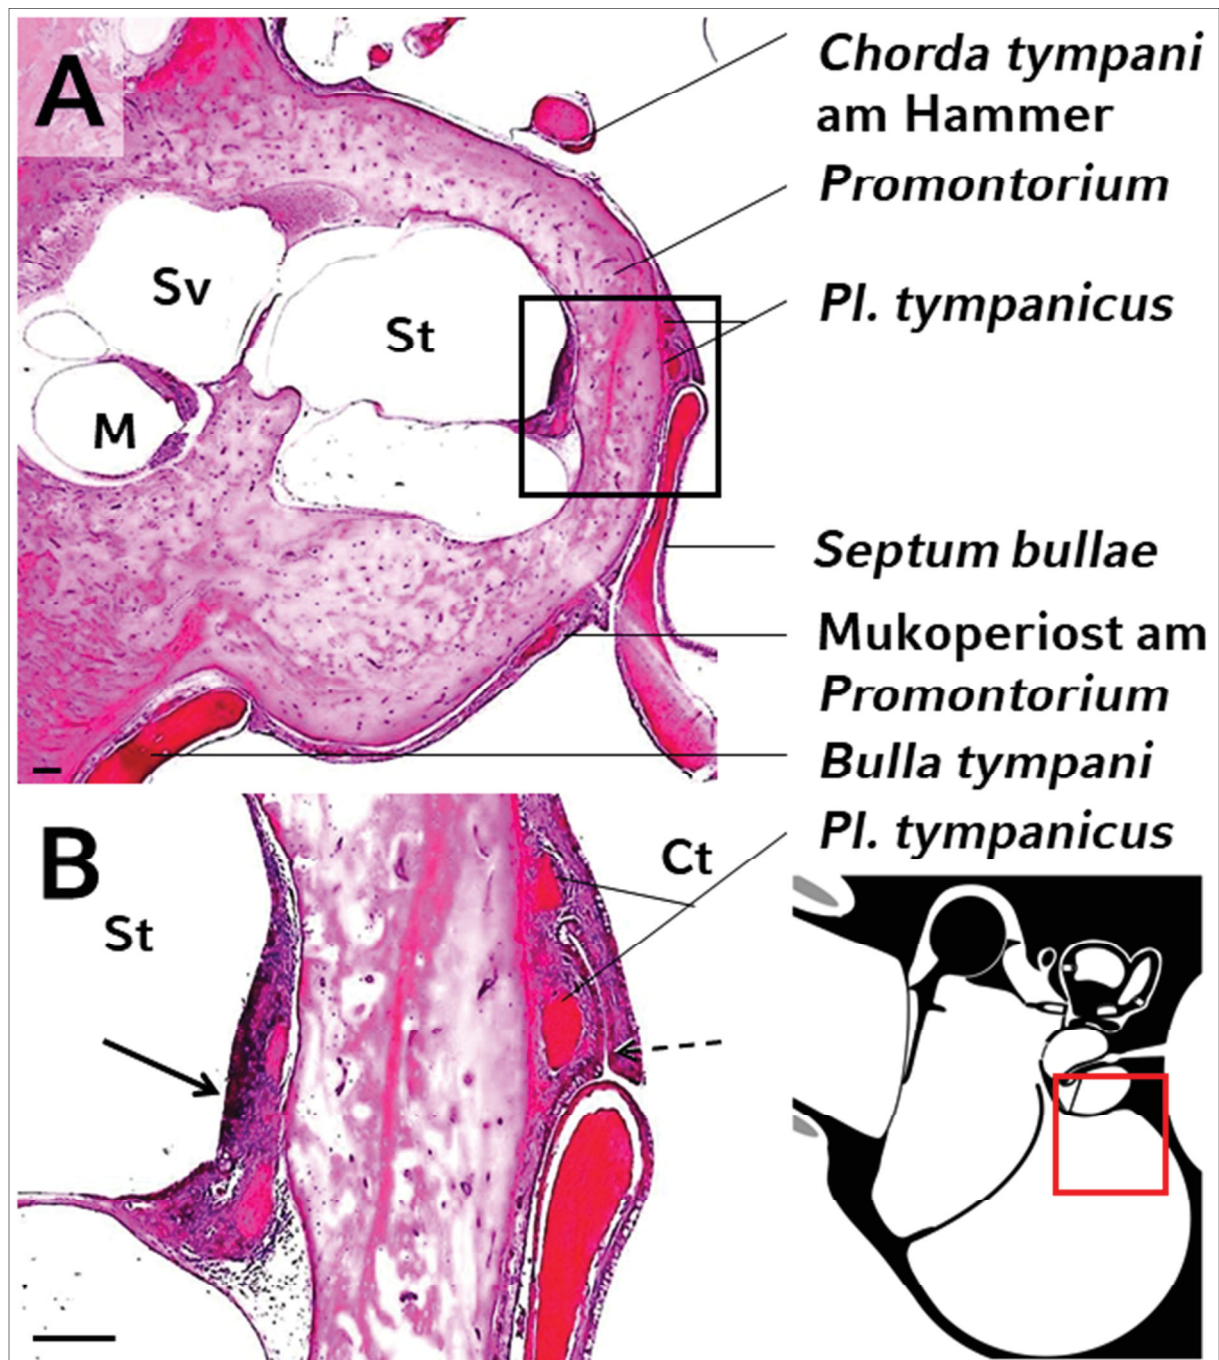 A
Chorda tympani
am Hammer
Promontorium
Sv
St
Pl. tympanicus
M
Septum bullae
Mukoperiost am
Promontorium
Bulla tympani
B
Ct
Pl. tympanicus
St